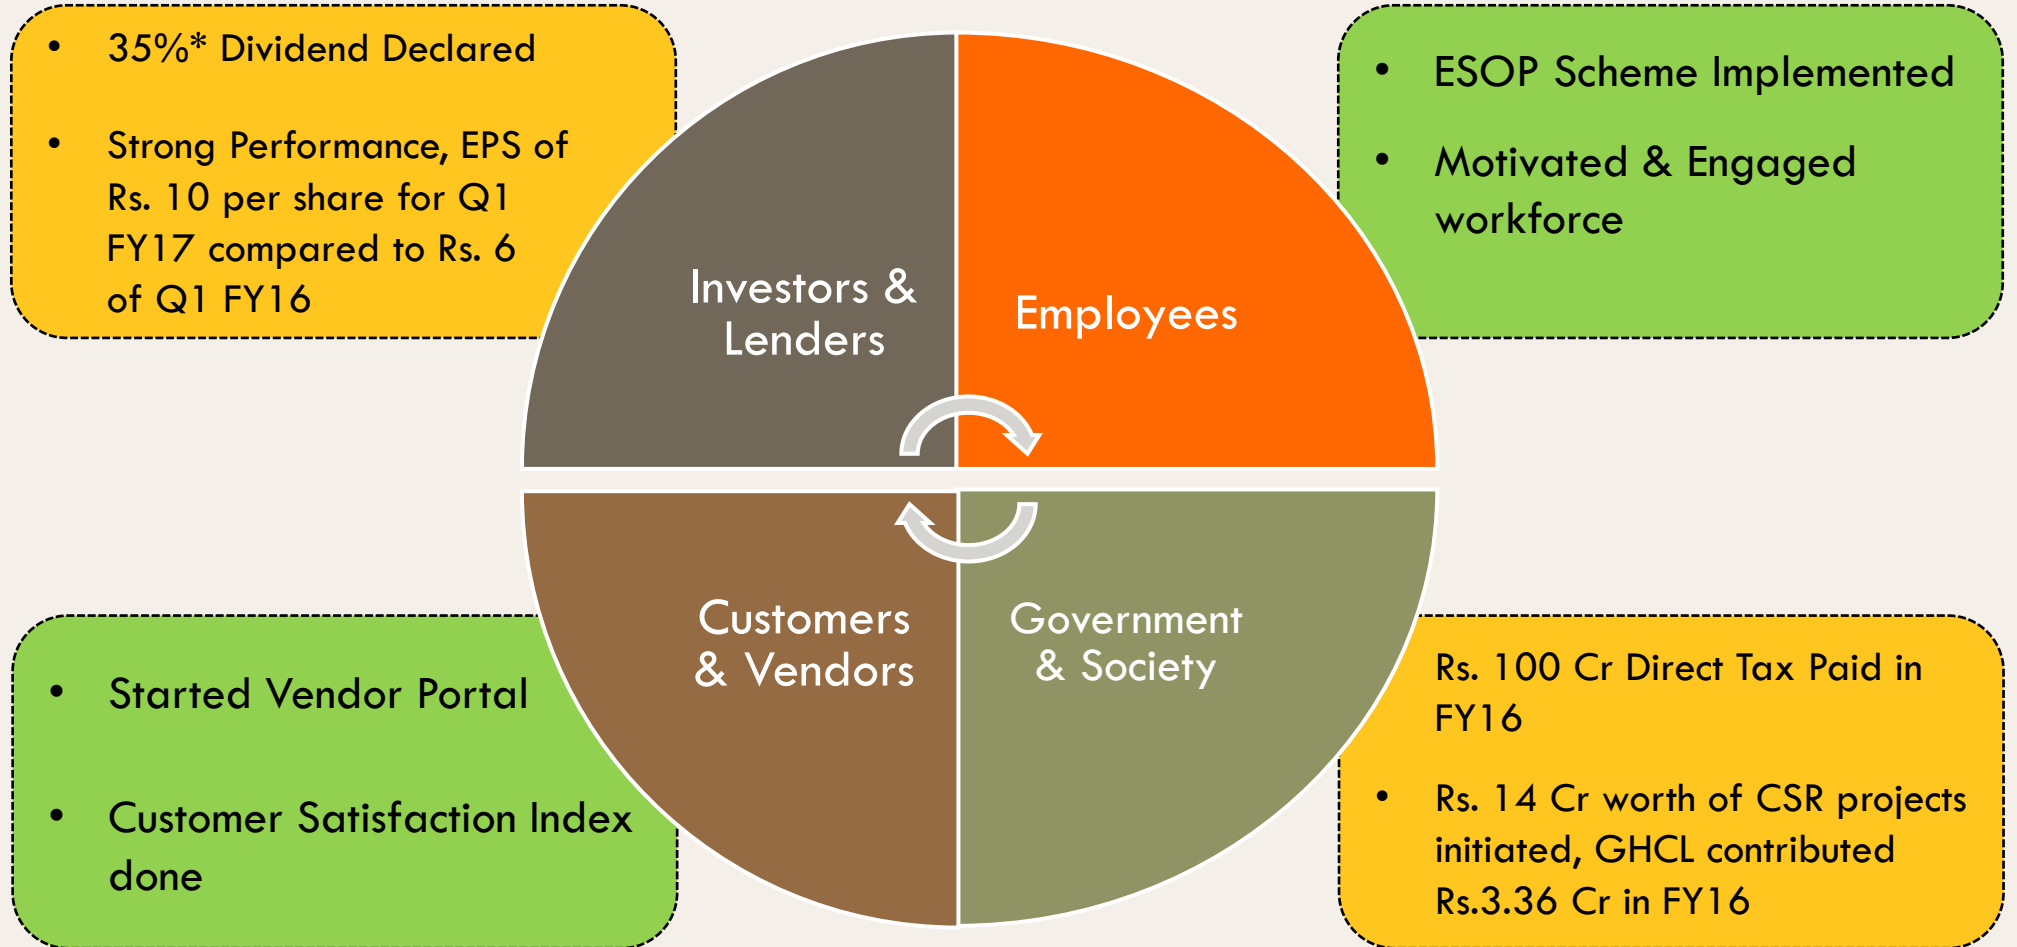 • 35%* Dividend Declared
• Strong Performance, EPS of
Rs. 10 per share for Q1
FY17 compared to Rs. 6
of Q1 FY16
• ESOP Scheme Implemented
• Motivated & Engaged
workforce
Investors &
Lenders
Employees
Customers
& Vendors
Government
& Society
• Started Vendor Portal
• Customer Satisfaction Index
done
Rs. 100 Cr Direct Tax Paid in
FY16
• Rs. 14 Cr worth of CSR projects
initiated, GHCL contributed
Rs.3.36 Cr in FY16